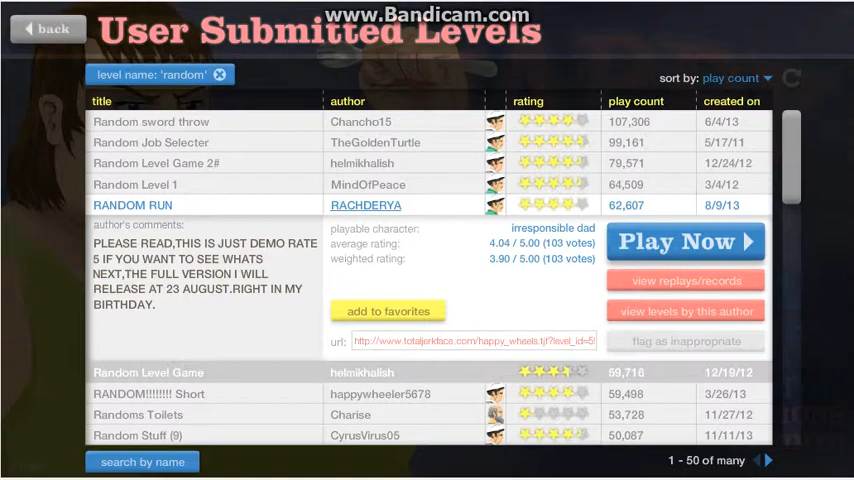 www.Bandicam.com
back
User Submitted Levels
level name: 'random'
sort by: play count
title author rating play count created on
Random sword throw Chancho15 107,306 6/4/13
Random Job Selecter TheGoldenTurtle 99,161 5/17/11
Random Level Game 2# helmikhalish 79,571 12/24/12
Random Level 1 MindOfPeace 64,509 3/4/12
RANDOM RUN RACHDERYA 62,607 8/9/13
author's comments:
PLEASE READ,THIS IS JUST DEMO RATE
5 IF YOU WANT TO SEE WHATS
NEXT,THE FULL VERSION I WILL
RELEASE AT 23 AUGUST.RIGHT IN MY
BIRTHDAY.
playable character: irresponsible dad
average rating: 4.04 / 5.00 (103 votes)
weighted rating: 3.90 / 5.00 (103 votes)
add to favorites
url: http://www.totaljerkface.com/happy_wheels.tjf?level_id=5
Play Now
view replays/records
view levels by this author
flag as inappropriate
Random Level Game helmikhalish 12/19/12
RANDOM!!!!!!!! Short happywheeler5678 59,498 3/26/13
Randoms Toilets Charise 53,728 11/27/12
Random Stuff (9) CyrusVirus05 50,087 11/11/13
search by name
1 - 50 of many